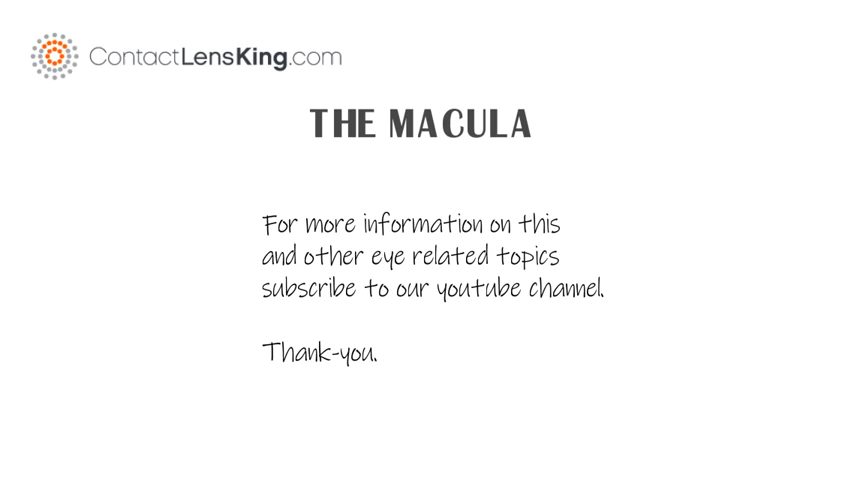 ContactLensKing.com
THE MACULA
For more information on this
and other eye related topics
subscribe to our youtube channel.
Thank-you.